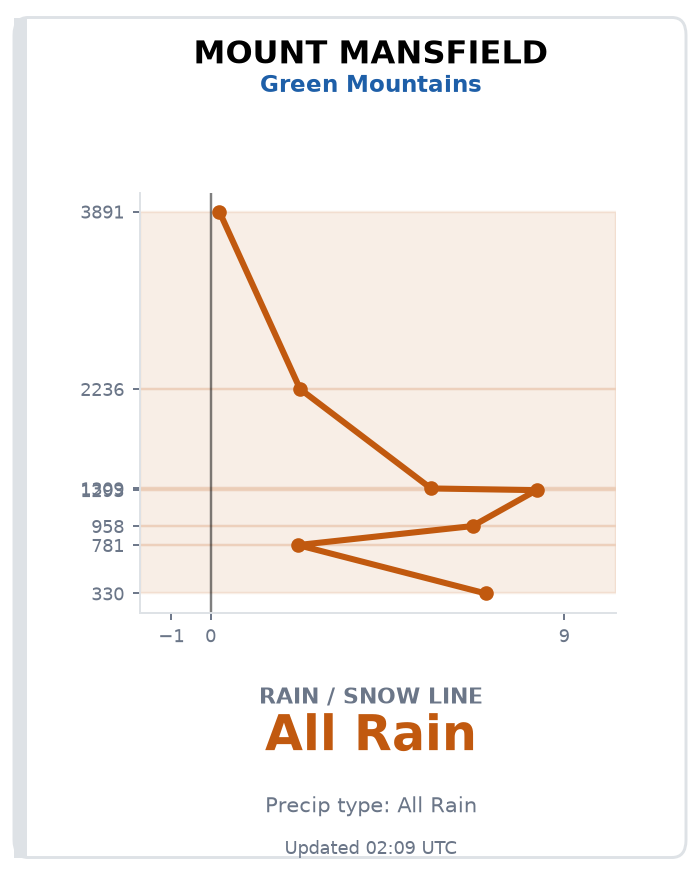 MOUNT MANSFIELD
Green Mountains
3891
2236
958
781
330
−1 0 9
RAIN / SNOW LINE
All Rain
Precip type: All Rain
Updated 02:09 UTC